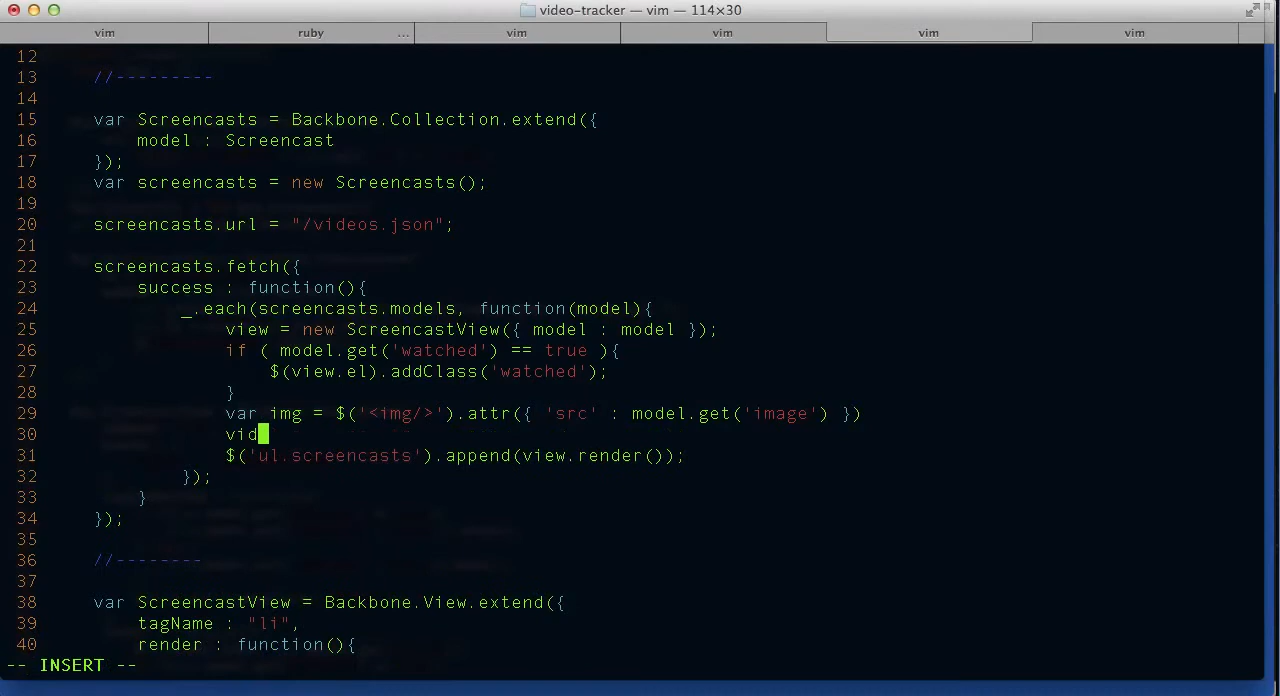 video-tracker — vim — 114×30
vim ruby ... vim vim vim vim
12
13 //---------
14
15 var Screencasts = Backbone.Collection.extend({
16 model : Screencast
17 });
18 var screencasts = new Screencasts();
19
20 screencasts.url = "/videos.json";
21
22 screencasts.fetch({
23 success : function(){
24 _.each(screencasts.models, function(model){
25 view = new ScreencastView({ model : model });
26 if ( model.get('watched') == true ){
27 $(view.el).addClass('watched');
28 }
29 var img = $('<img/>').attr({ 'src' : model.get('image') })
30 vid
31 $('ul.screencasts').append(view.render());
32 });
33 }
34 });
35
36 //--------
37
38 var ScreencastView = Backbone.View.extend({
39 tagName : "li",
40 render : function(){
-- INSERT --